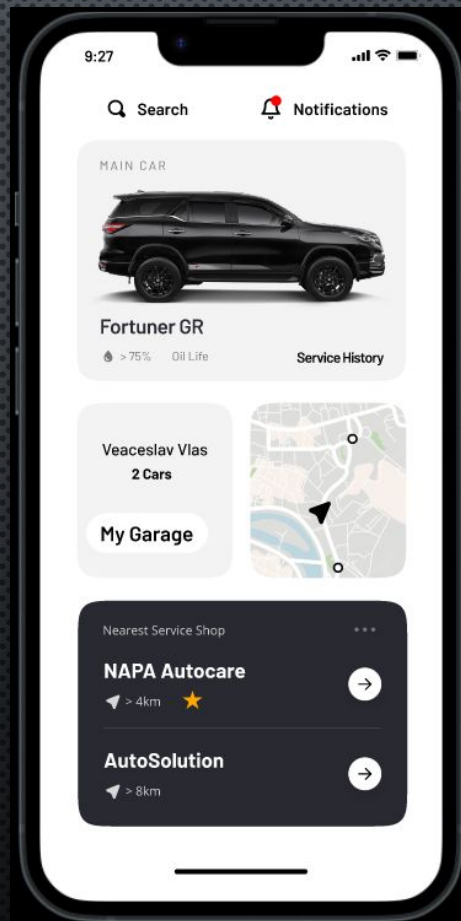 9:27
Search
Notifications
MAIN CAR
Fortuner GR
> 75% Oil Life
Service History
Veaceslav Vlas
2 Cars
My Garage
Nearest Service Shop
NAPA Autocare
> 4km
AutoSolution
> 8km